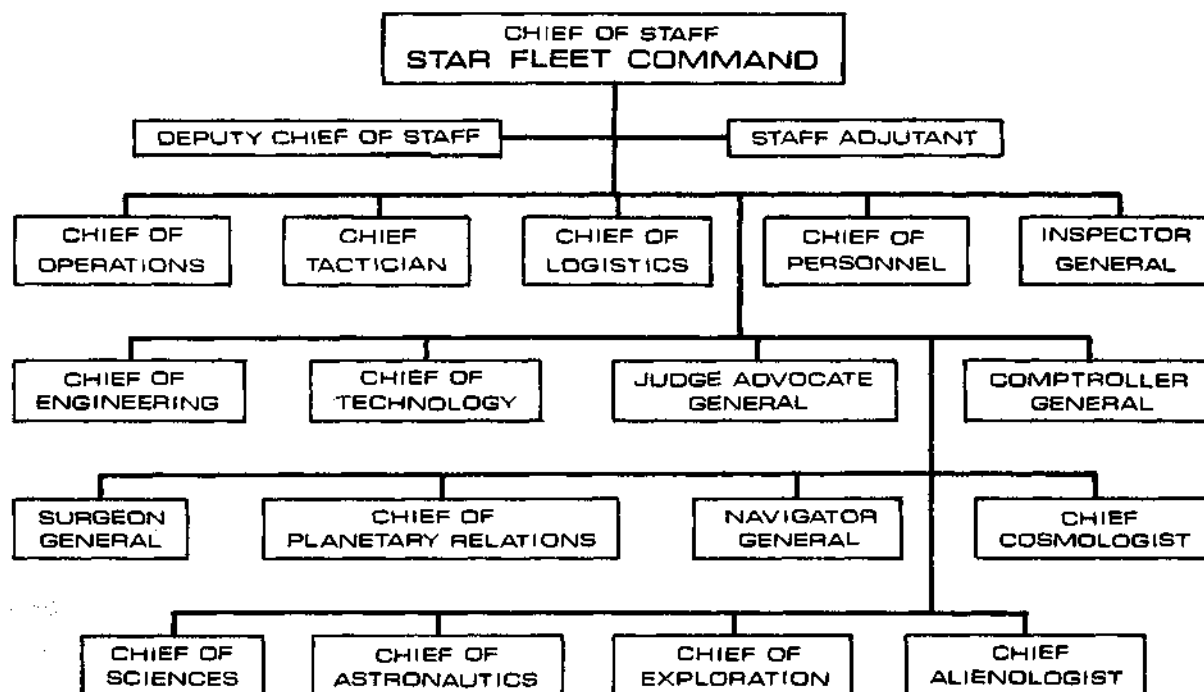 CHIEF OF STAFF
STAR FLEET COMMAND
DEPUTY CHIEF OF STAFF
STAFF ADJUTANT
CHIEF OF
OPERATIONS
CHIEF
TACTICIAN
CHIEF OF
LOGISTICS
CHIEF OF
PERSONNEL
INSPECTOR
GENERAL
CHIEF OF
ENGINEERING
CHIEF OF
TECHNOLOGY
JUDGE ADVOCATE
GENERAL
COMPTROLLER
GENERAL
SURGEON
GENERAL
CHIEF OF
PLANETARY RELATIONS
NAVIGATOR
GENERAL
CHIEF
COSMOLOGIST
CHIEF OF
SCIENCES
CHIEF OF
ASTRONAUTICS
CHIEF OF
EXPLORATION
CHIEF
ALIENOLOGIST